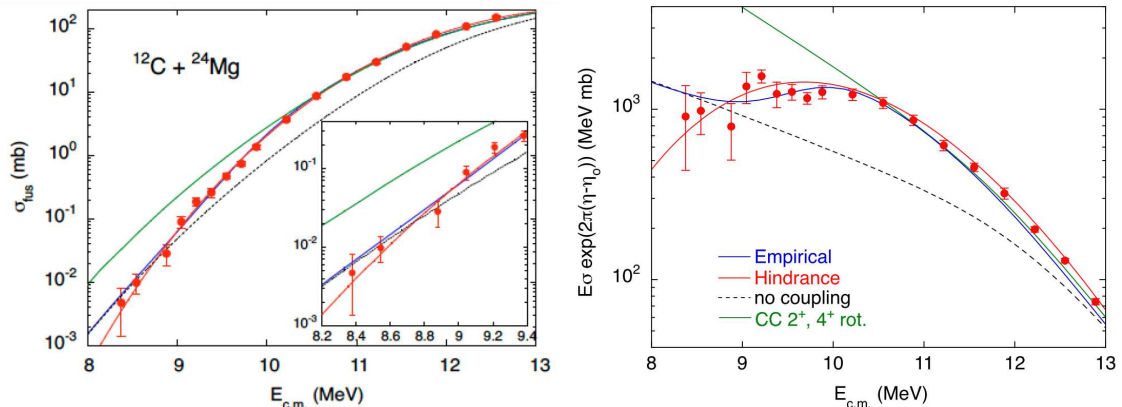 10²
10¹
10⁰
10⁻¹
10⁻²
10⁻³
σfus (mb)
¹²C + ²⁴Mg
10⁻¹
10⁻²
10⁻³
8.2 8.4 8.6 8.8 9 9.2 9.4
8 9 10 11 12 13
E c.m. (MeV)
10³
10²
Eσ exp(2π(η-ηo)) (MeV mb)
Empirical
Hindrance
no coupling
CC 2⁺, 4⁺ rot.
8 9 10 11 12 13
E c.m. (MeV)